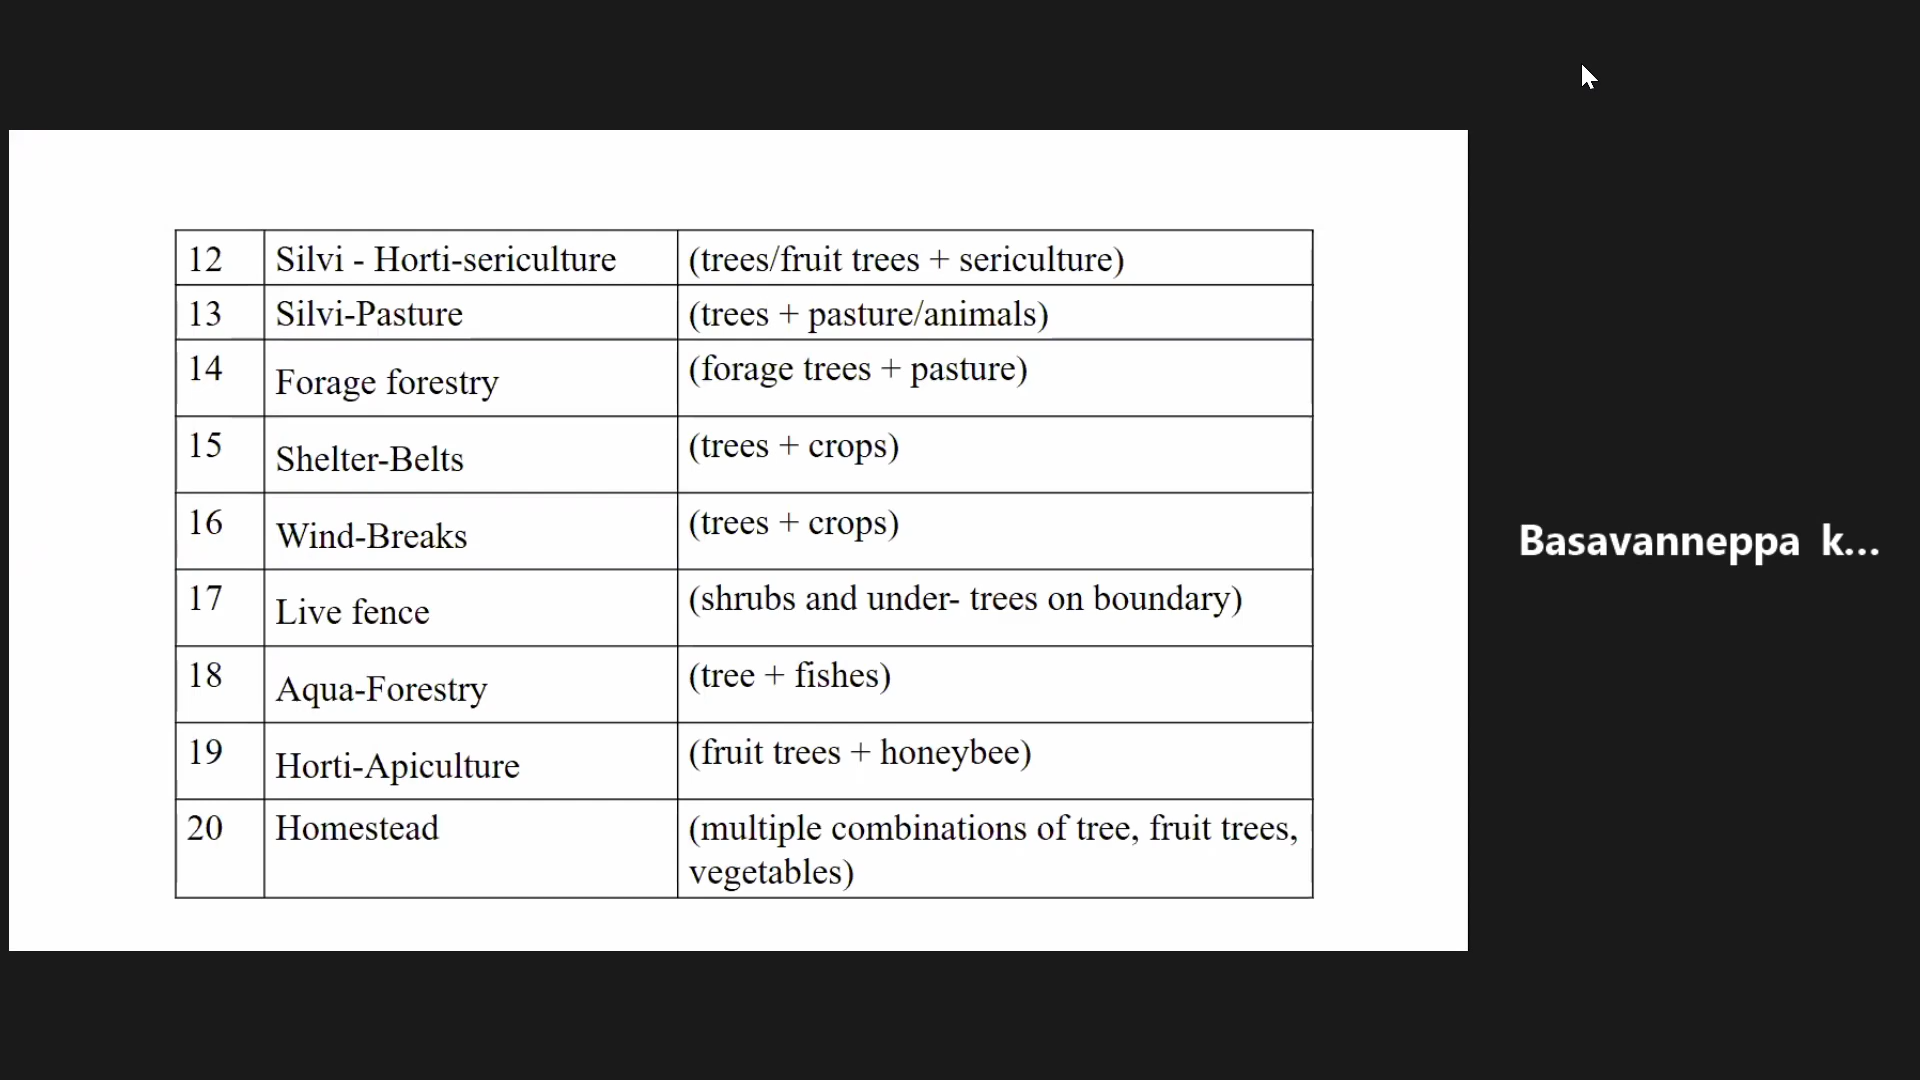 12 Silvi - Horti-sericulture (trees/fruit trees + sericulture)
13 Silvi-Pasture (trees + pasture/animals)
14 Forage forestry (forage trees + pasture)
15 Shelter-Belts (trees + crops)
16 Wind-Breaks (trees + crops)
17 Live fence (shrubs and under- trees on boundary)
18 Aqua-Forestry (tree + fishes)
19 Horti-Apiculture (fruit trees + honeybee)
20 Homestead (multiple combinations of tree, fruit trees,
vegetables)
Basavanneppa k...